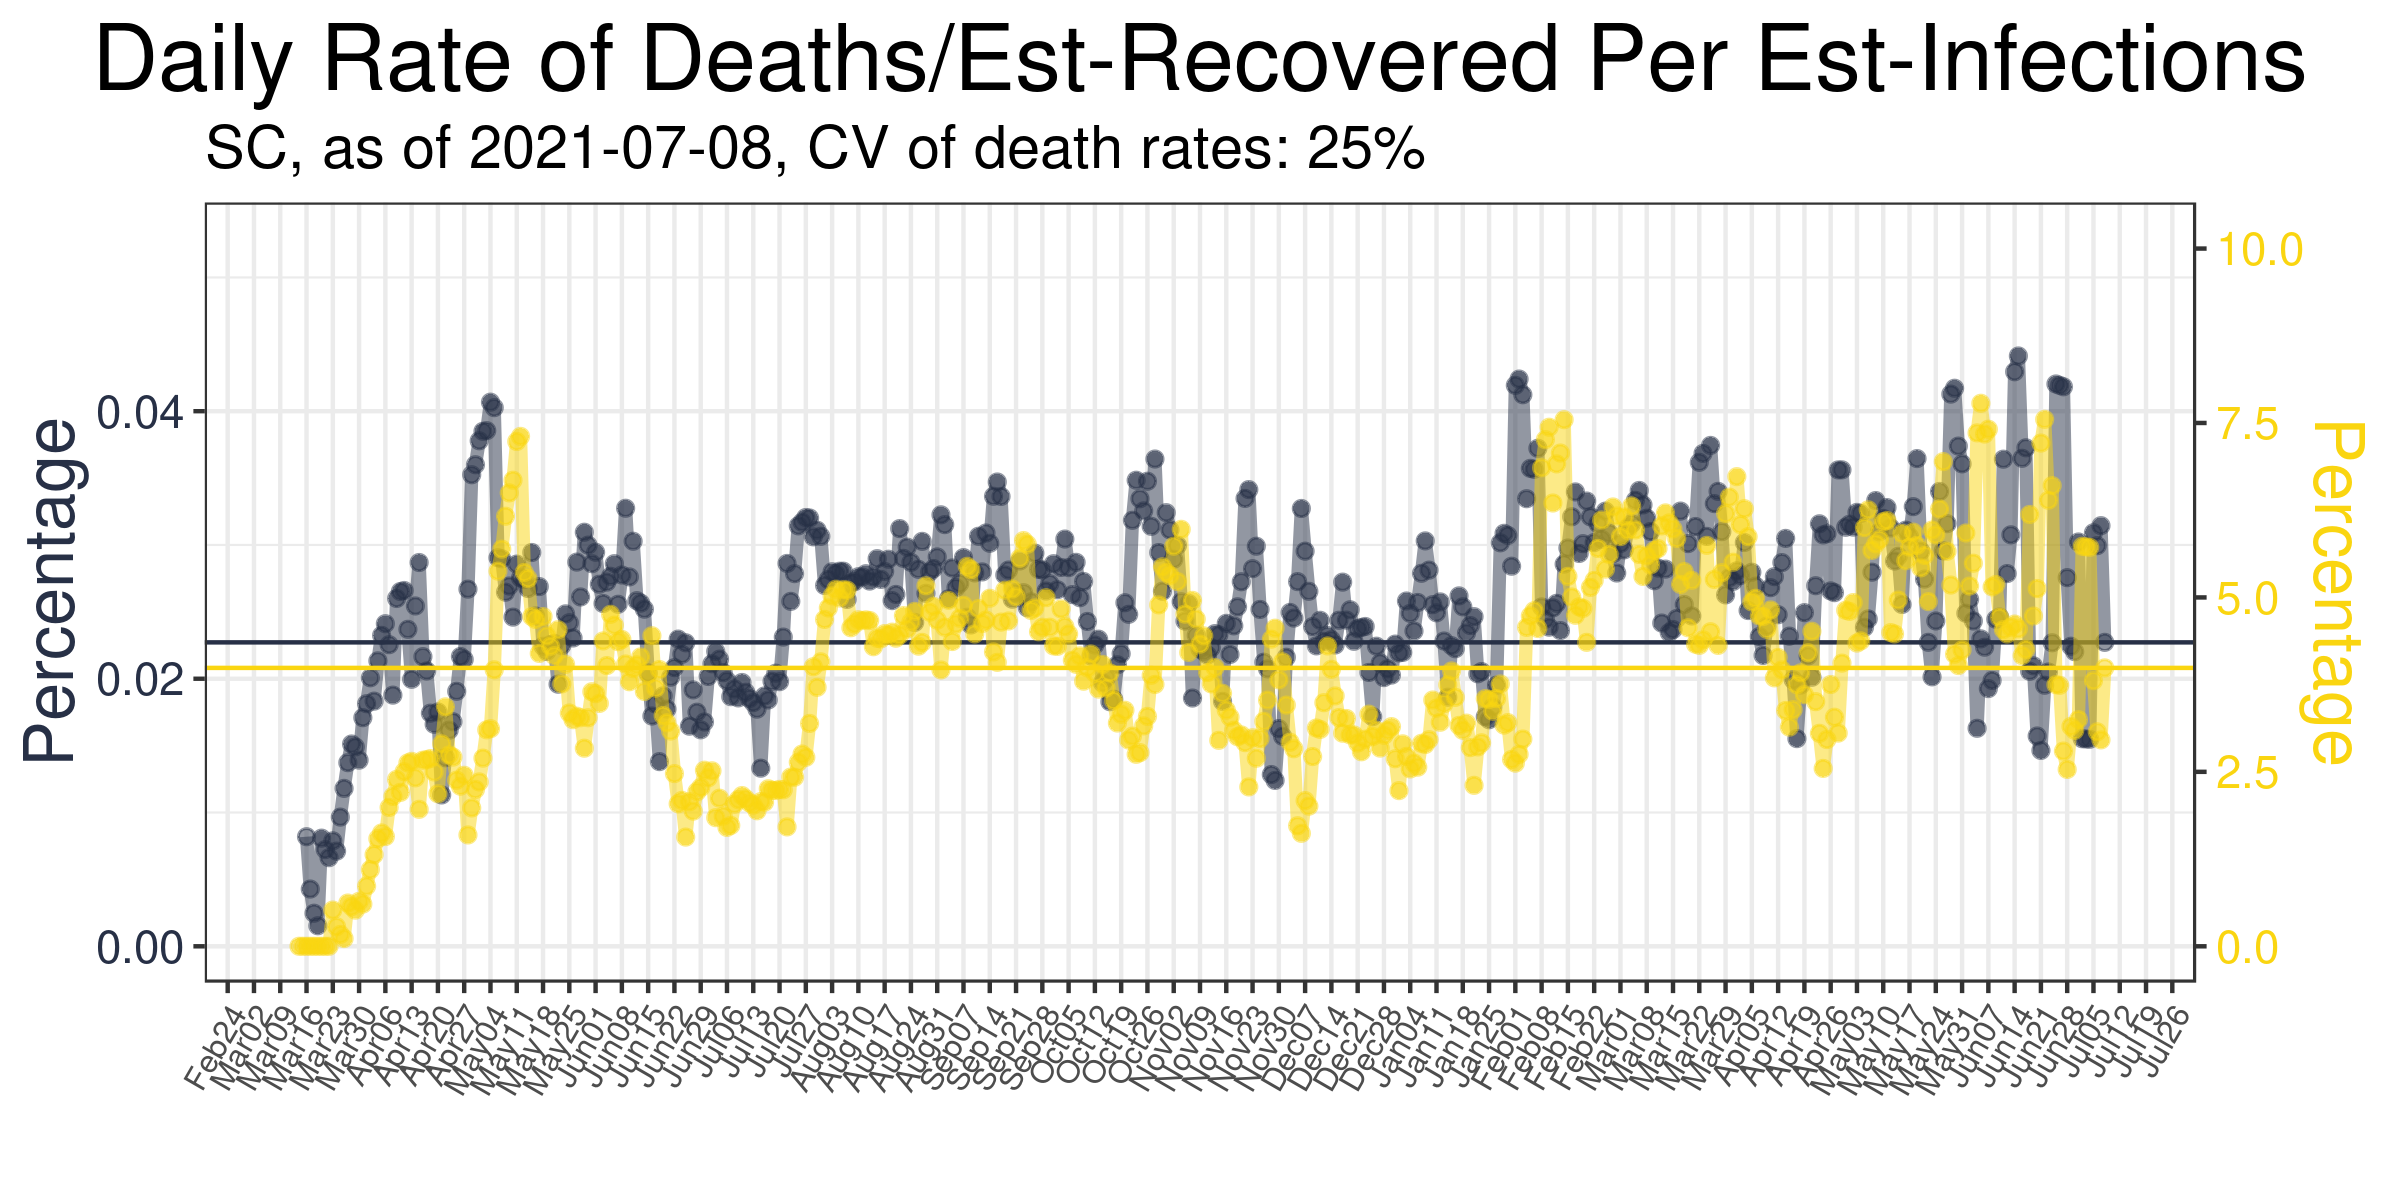 Daily Rate of Deaths/Est-Recovered Per Est-Infections
SC, as of 2021-07-08, CV of death rates: 25%
Percentage
0.04
0.02
0.00
10.0
7.5
5.0
2.5
0.0
Percentage
Feb24
Mar02
Mar09
Mar16
Mar23
Mar30
Apr06
Apr13
Apr20
Apr27
May04
May11
May18
May25
Jun01
Jun08
Jun15
Jun22
Jun29
Jul06
Jul13
Jul20
Jul27
Aug03
Aug10
Aug17
Aug24
Aug31
Sep07
Sep14
Sep21
Sep28
Oct05
Oct12
Oct19
Oct26
Nov02
Nov09
Nov16
Nov23
Nov30
Dec07
Dec14
Dec21
Dec28
Jan04
Jan11
Jan18
Jan25
Feb01
Feb08
Feb15
Feb22
Mar01
Mar08
Mar15
Mar22
Mar29
Apr05
Apr12
Apr19
Apr26
May03
May10
May17
May24
May31
Jun07
Jun14
Jun21
Jun28
Jul05
Jul12
Jul19
Jul26